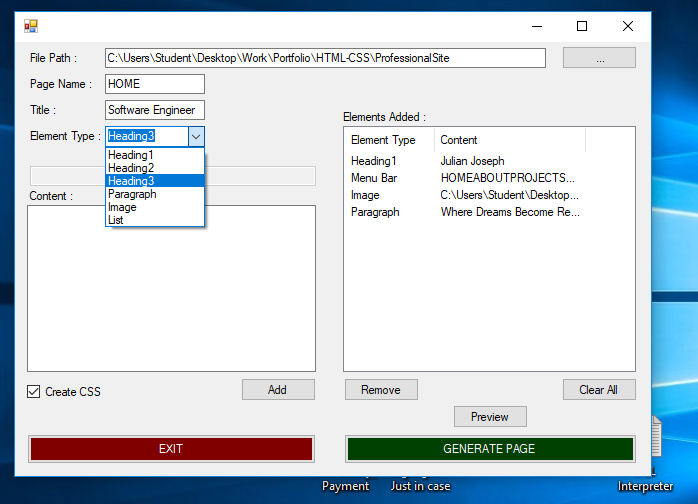 File Path : C:\Users\Student\Desktop\Work\Portfolio\HTML-CSS\ProfessionalSite ...
Page Name : HOME
Title : Software Engineer
Element Type : Heading3
Heading1
Heading2
Heading3
Paragraph
Image
List
Content :
Create CSS
Add
Elements Added :
Element Type Content
Heading1 Julian Joseph
Menu Bar HOMEABOUTPROJECTS...
Image C:\Users\Student\Desktop...
Paragraph Where Dreams Become Re...
Remove
Clear All
Preview
EXIT
GENERATE PAGE
Payment
Just in case
Interpreter